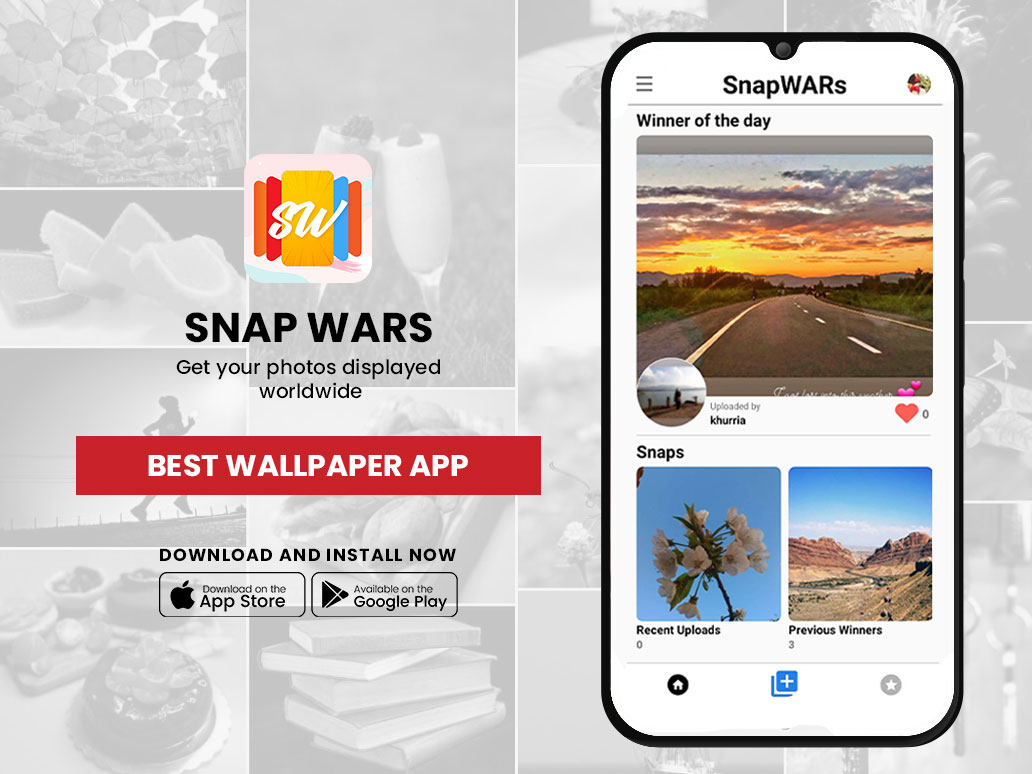 SW
SNAP WARS
Get your photos displayed
worldwide
BEST WALLPAPER APP
DOWNLOAD AND INSTALL NOW
Download on the
App Store
Available on the
Google Play
SnapWARs
Winner of the day
Uploaded by
khurria
0
Snaps
Recent Uploads
0
Previous Winners
3